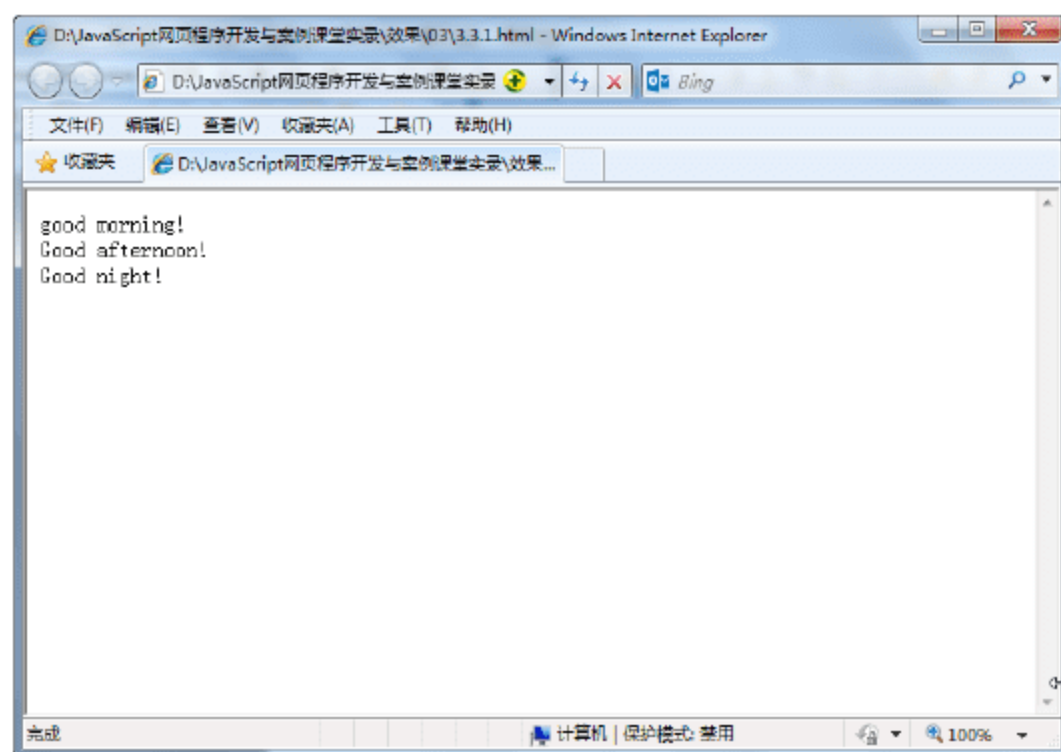 D:\JavaScript网页程序开发与案例课堂实录\效果\03\3.3.1.html - Windows Internet Explorer
D:\JavaScript网页程序开发与案例课堂实录
Bing
文件(F) 编辑(E) 查看(V) 收藏夹(A) 工具(T) 帮助(H)
收藏夹 D:\JavaScript网页程序开发与案例课堂实录\效果...
good morning!
Good afternoon!
Good night!
完成 计算机 | 保护模式: 禁用 100%